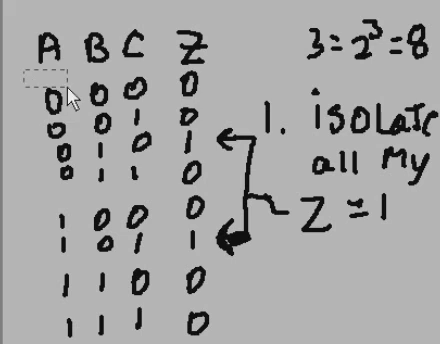 A B C Z
0 0 0 0
0 0 1 0
0 1 0 1
0 1 1 0
1 0 0 0
1 0 1 1
1 1 0 0
1 1 1 0
3 = 2^3 = 8
1. isolate
all my
Z = 1